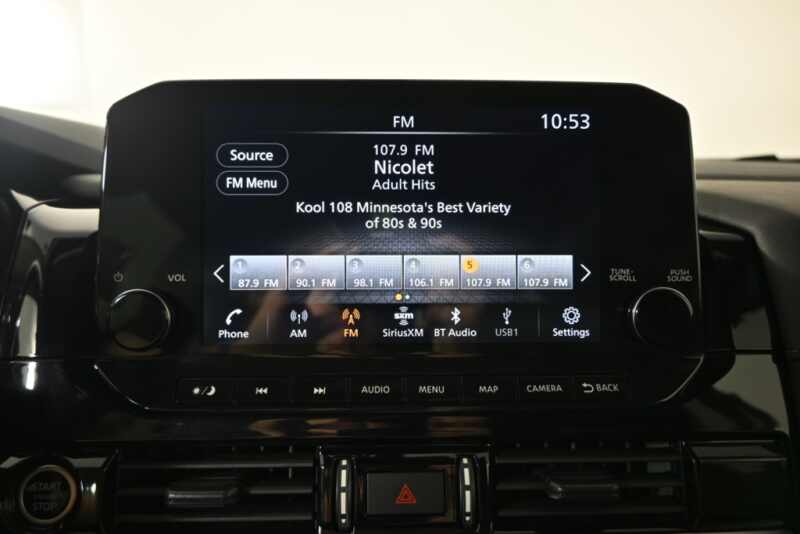 FM
10:53
Source
FM Menu
107.9 FM
Nicolet
Adult Hits
Kool 108 Minnesota's Best Variety
of 80s & 90s
VOL
TUNE·
SCROLL
PUSH
SOUND
1 2 3 4 5 6
87.9 FM 90.1 FM 98.1 FM 106.1 FM 107.9 FM 107.9 FM
Phone
AM
FM
sxm
SiriusXM
BT Audio
USB1
Settings
AUDIO
MENU
MAP
CAMERA
BACK
START
STOP